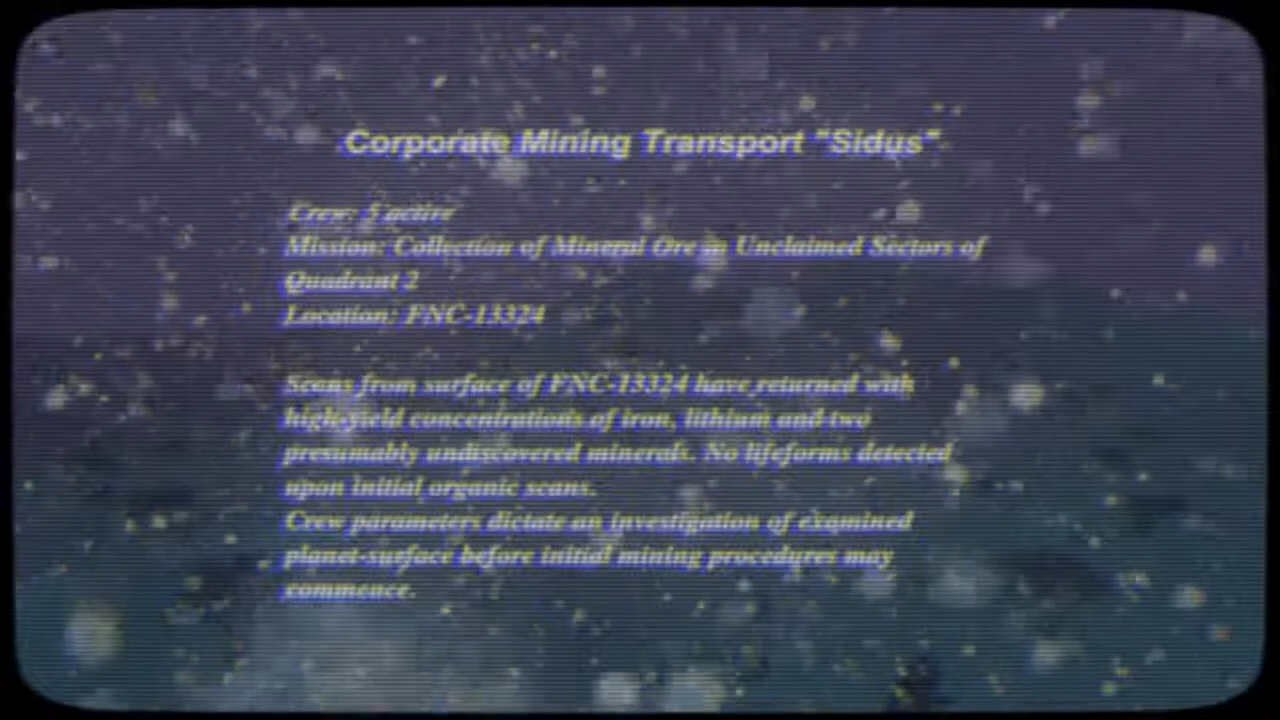 Corporate Mining Transport "Sidus"
Crew: 5 active
Mission: Collection of Mineral Ore in Unclaimed Sectors of
Quadrant 2
Location: FNC-13324
Scans from surface of FNC-13324 have returned with
high-yield concentrations of iron, lithium and two
presumably undiscovered minerals. No lifeforms detected
upon initial organic scans.
Crew parameters dictate an investigation of examined
planet-surface before initial mining procedures may
commence.